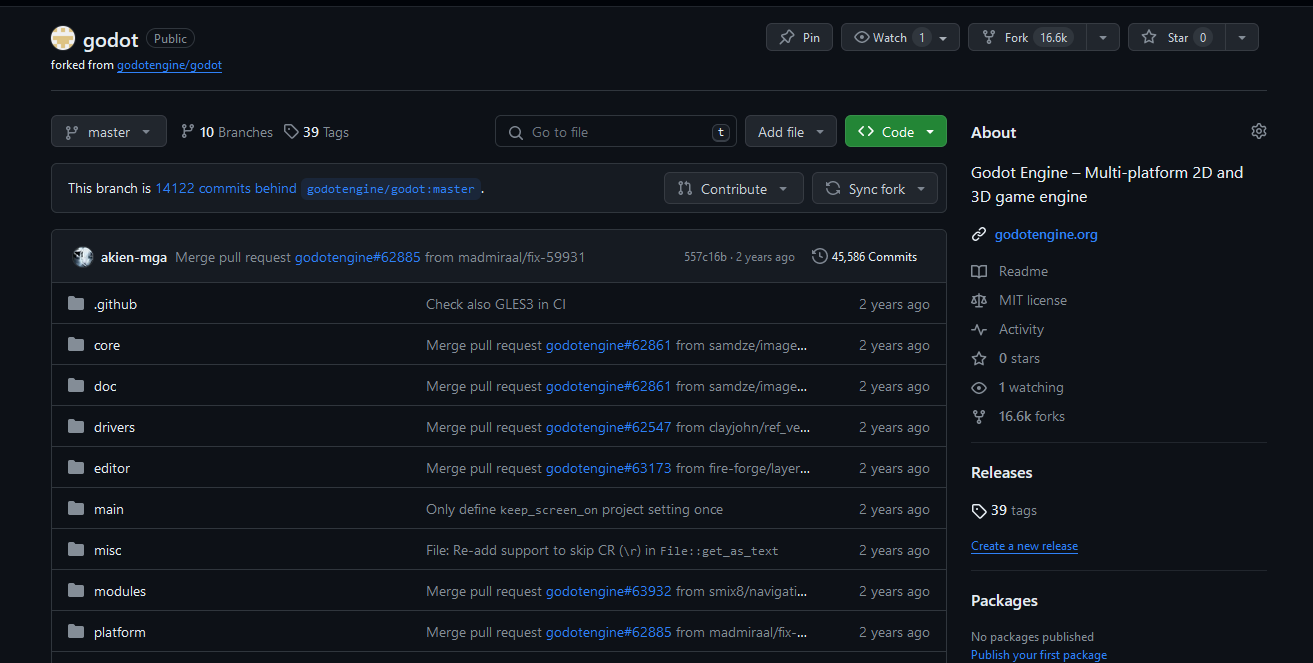 godot Public Pin Watch 1 Fork 16.6k Star 0
forked from godotengine/godot
master 10 Branches 39 Tags Go to file t Add file Code
This branch is 14122 commits behind godotengine/godot:master . Contribute Sync fork
akien-mga Merge pull request godotengine#62885 from madmiraal/fix-59931 557c16b · 2 years ago 45,586 Commits
.github Check also GLES3 in CI 2 years ago
core Merge pull request godotengine#62861 from samdze/image... 2 years ago
doc Merge pull request godotengine#62861 from samdze/image... 2 years ago
drivers Merge pull request godotengine#62547 from clayjohn/ref_ve... 2 years ago
editor Merge pull request godotengine#63173 from fire-forge/layer... 2 years ago
main Only define keep_screen_on project setting once 2 years ago
misc File: Re-add support to skip CR (\r) in File::get_as_text 2 years ago
modules Merge pull request godotengine#63932 from smix8/navigati... 2 years ago
platform Merge pull request godotengine#62885 from madmiraal/fix-... 2 years ago
About
Godot Engine – Multi-platform 2D and
3D game engine
godotengine.org
Readme
MIT license
Activity
0 stars
1 watching
16.6k forks
Releases
39 tags
Create a new release
Packages
No packages published
Publish your first package